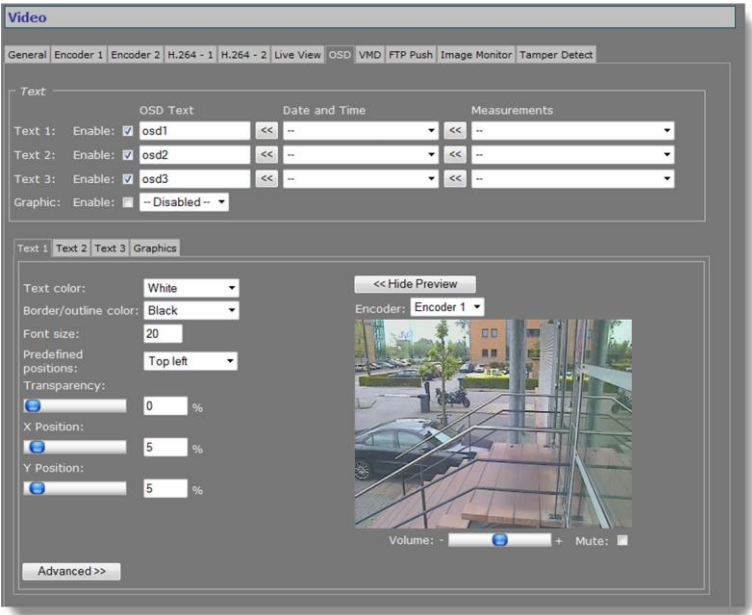 Video
General Encoder 1 Encoder 2 H.264 - 1 H.264 - 2 Live View OSD VMD FTP Push Image Monitor Tamper Detect
Text
OSD Text Date and Time Measurements
Text 1: Enable: osd1 << -- << --
Text 2: Enable: osd2 << -- << --
Text 3: Enable: osd3 << -- << --
Graphic: Enable: -- Disabled --
Text 1 Text 2 Text 3 Graphics
Text color: White
Border/outline color: Black
Font size: 20
Predefined
positions: Top left
Transparency:
0 %
X Position:
5 %
Y Position:
5 %
Advanced >>
<< Hide Preview
Encoder: Encoder 1
Volume: - + Mute: